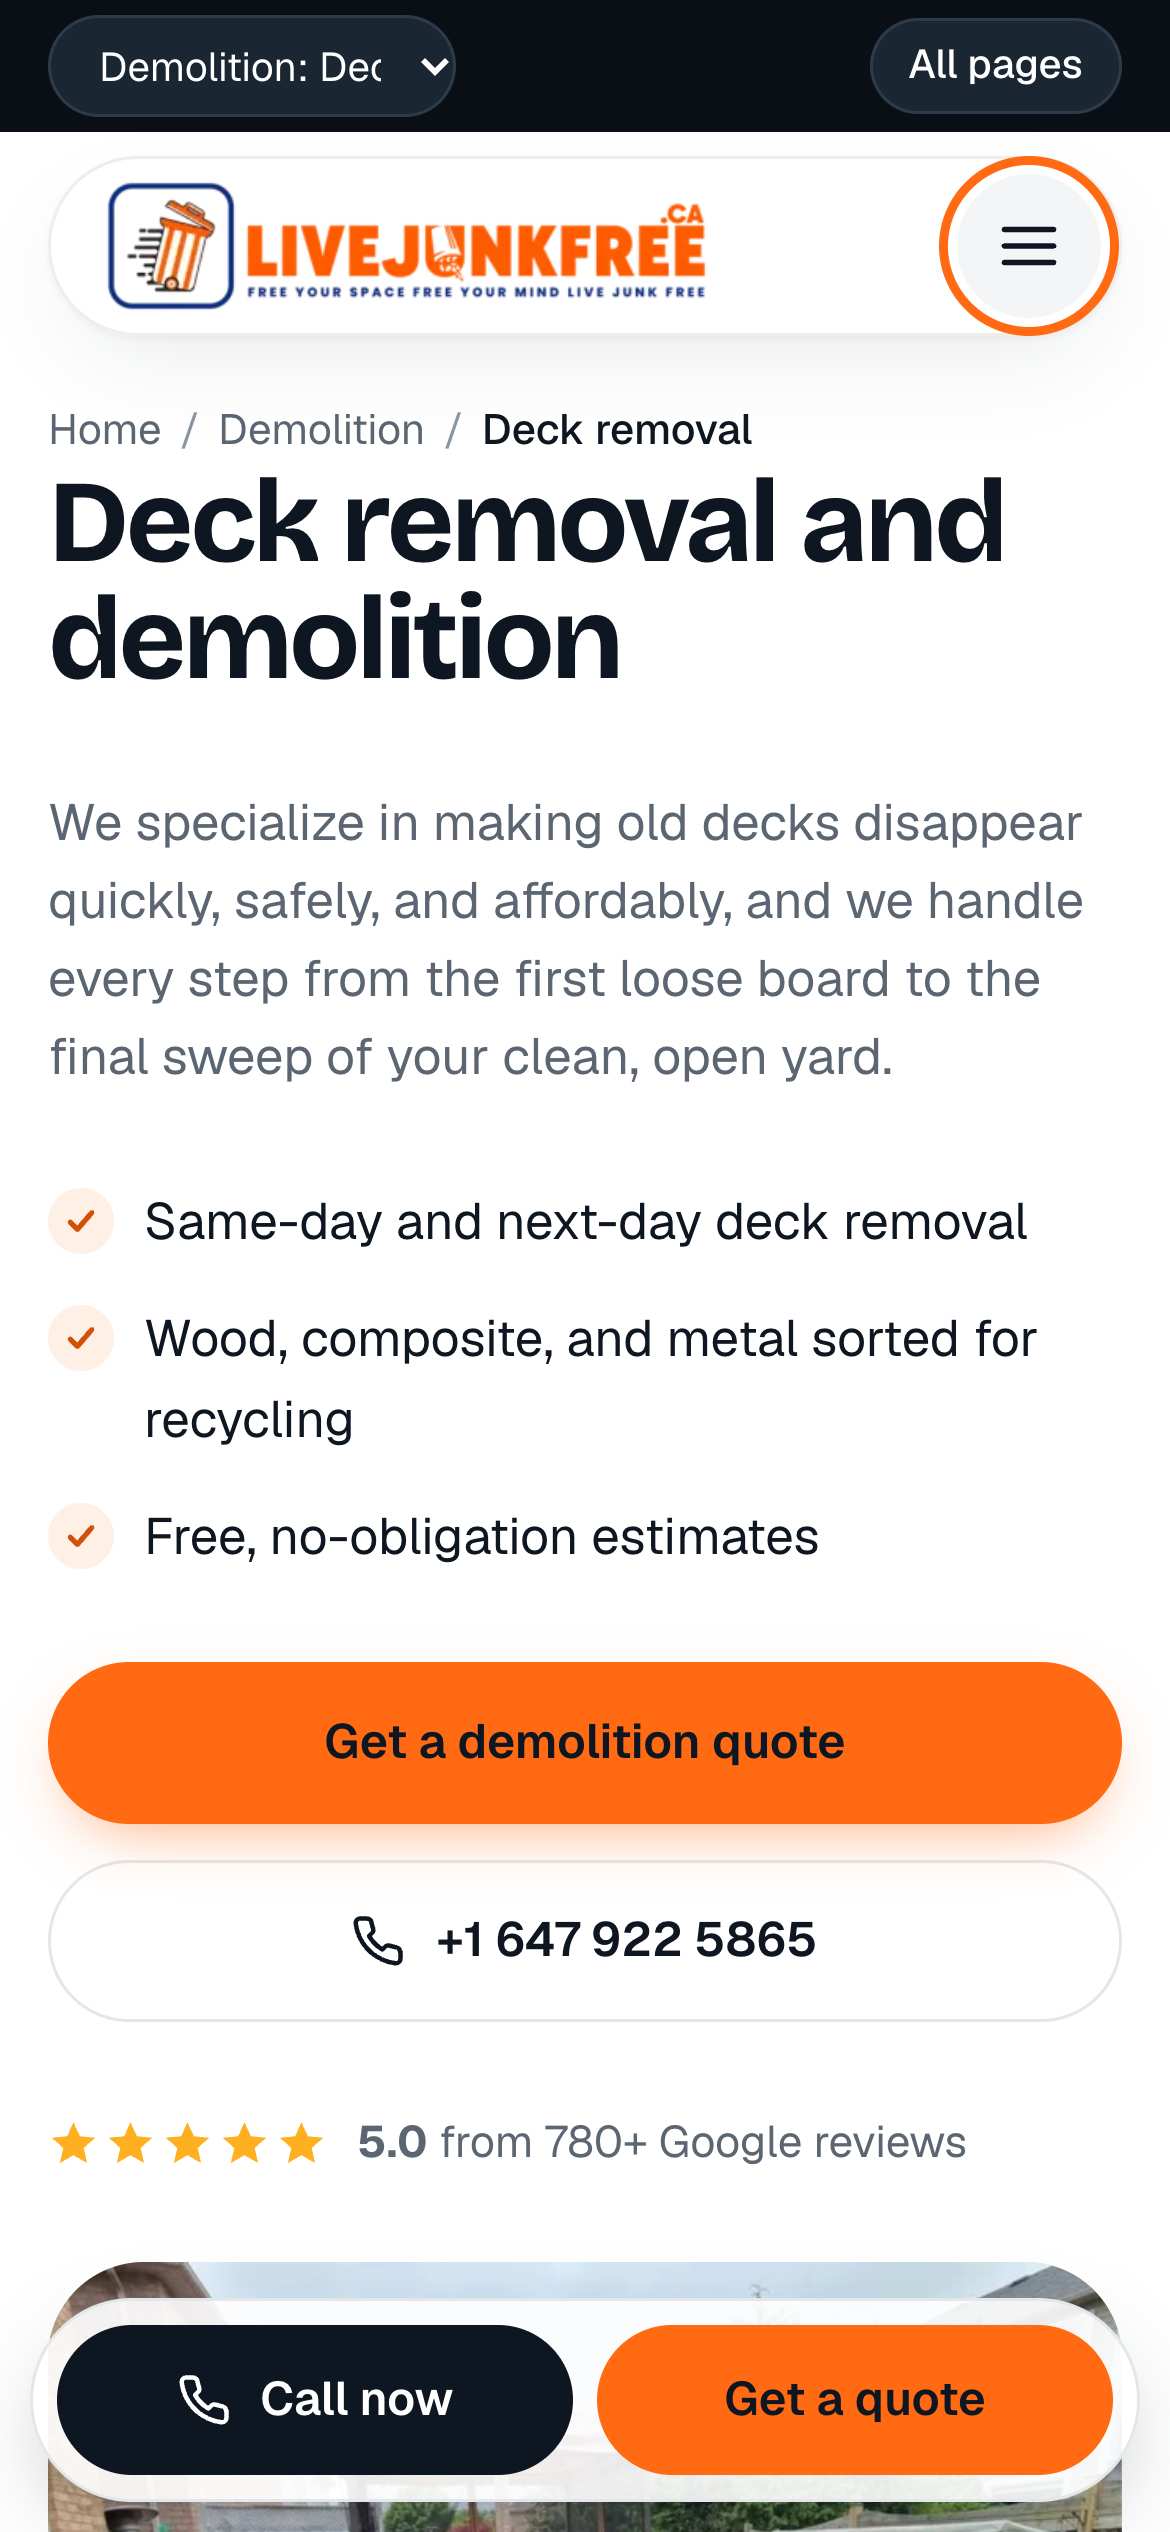 Demolition: Dec
All pages
.CA
LIVEJUNKFREE
FREE YOUR SPACE FREE YOUR MIND LIVE JUNK FREE
Home / Demolition / Deck removal
Deck removal and
demolition
We specialize in making old decks disappear
quickly, safely, and affordably, and we handle
every step from the first loose board to the
final sweep of your clean, open yard.
Same-day and next-day deck removal
Wood, composite, and metal sorted for
recycling
Free, no-obligation estimates
Get a demolition quote
+1 647 922 5865
5.0 from 780+ Google reviews
Call now
Get a quote